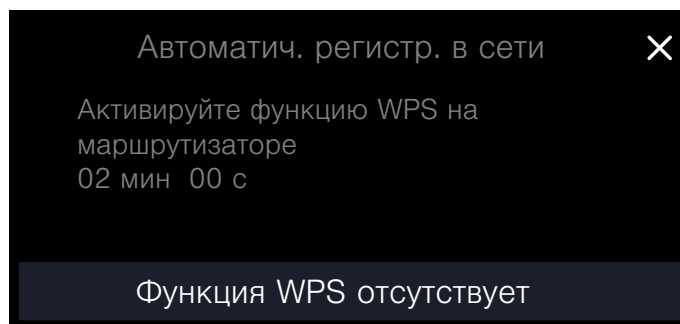 Автоматич. регистр. в сети
Активируйте функцию WPS на
маршрутизаторе
02 мин 00 с
Функция WPS отсутствует